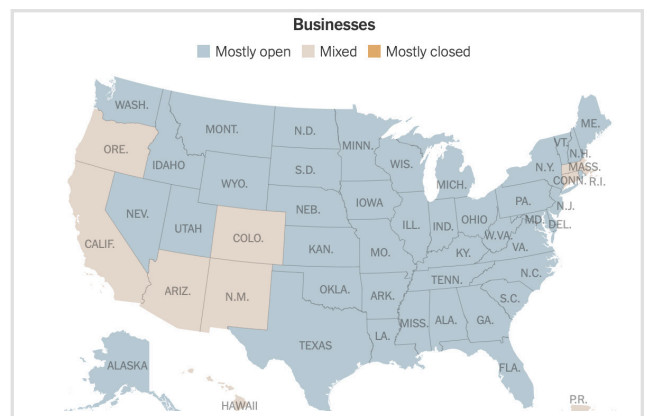 Businesses
Mostly open Mixed Mostly closed
WASH.
MONT.
N.D.
MINN.
ME.
ORE.
IDAHO
S.D.
WIS.
VT.
N.H.
WYO.
MICH.
N.Y.
MASS.
CONN.
R.I.
NEB.
IOWA
PA.
N.J.
NEV.
UTAH
COLO.
ILL.
IND.
OHIO
MD.
DEL.
CALIF.
KAN.
MO.
KY.
W.VA.
VA.
ARIZ.
N.M.
OKLA.
ARK.
TENN.
N.C.
S.C.
TEXAS
LA.
MISS.
ALA.
GA.
ALASKA
FLA.
HAWAII
P.R.